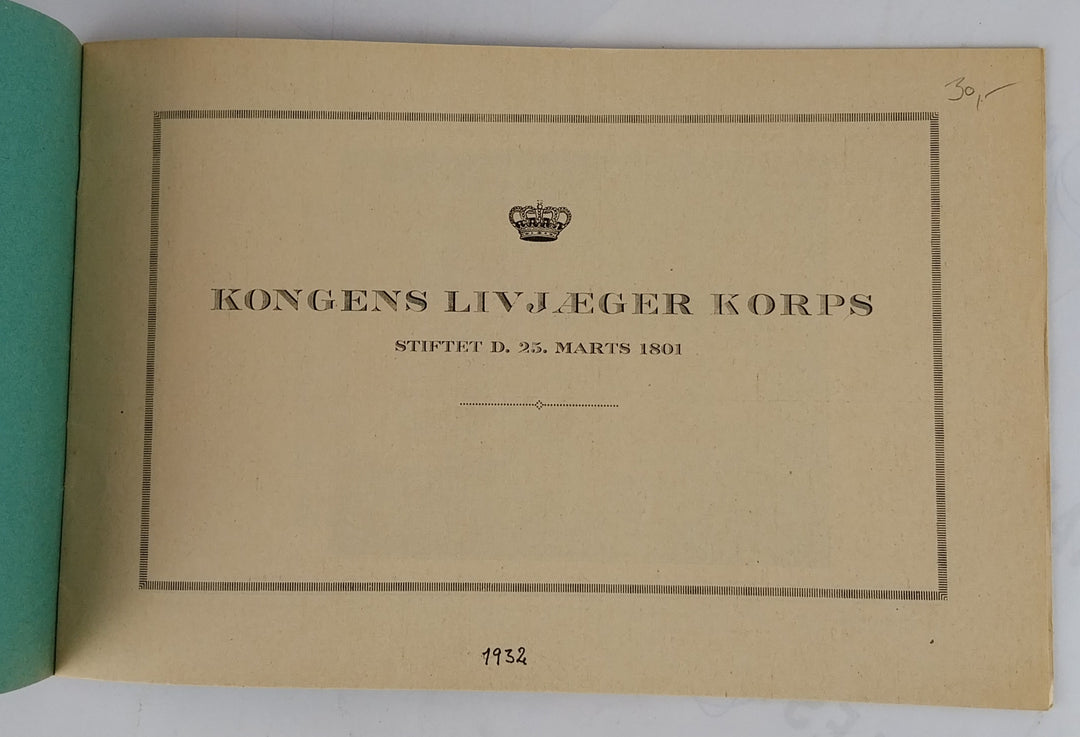 30,-
KONGENS LIVJÆGER KORPS
STIFTET D. 25. MARTS 1801
1932